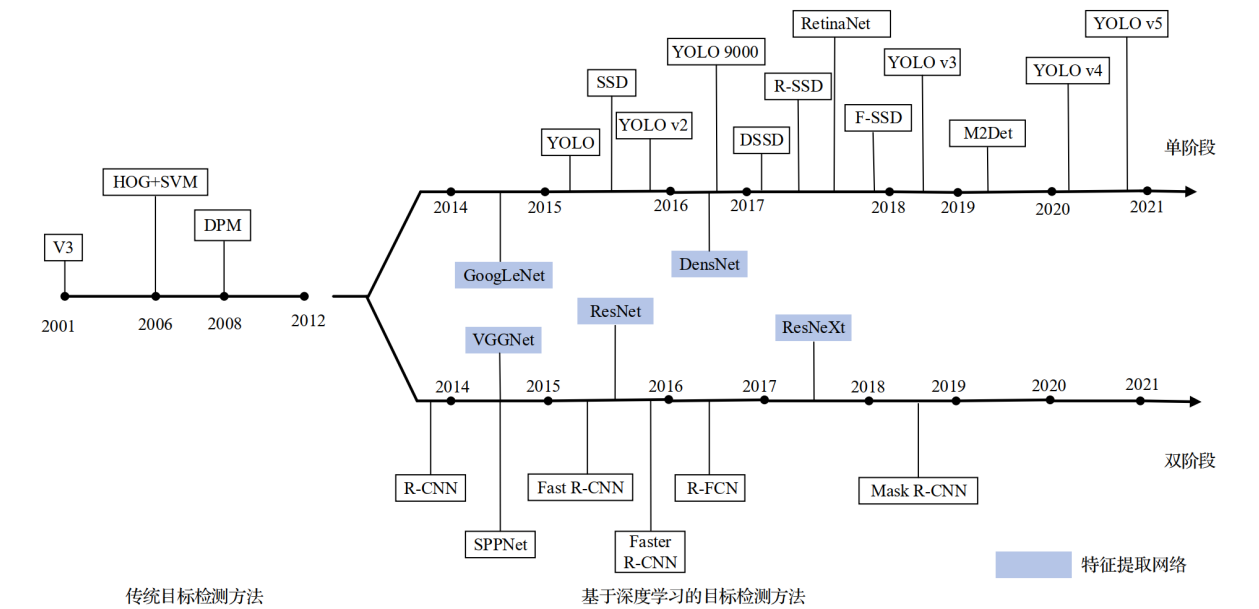 RetinaNet
YOLO v5
YOLO 9000
YOLO v3
YOLO v4
SSD
R-SSD
YOLO v2
F-SSD
M2Det
YOLO
DSSD
单阶段
HOG+SVM
DPM
V3
2014
2015
2016
2017
2018
2019
2020
2021
GoogLeNet
DensNet
2001
2006
2008
2012
VGGNet
ResNet
ResNeXt
2014
2015
2016
2017
2018
2019
2020
2021
双阶段
R-CNN
Fast R-CNN
R-FCN
Mask R-CNN
SPPNet
Faster
R-CNN
特征提取网络
传统目标检测方法
基于深度学习的目标检测方法